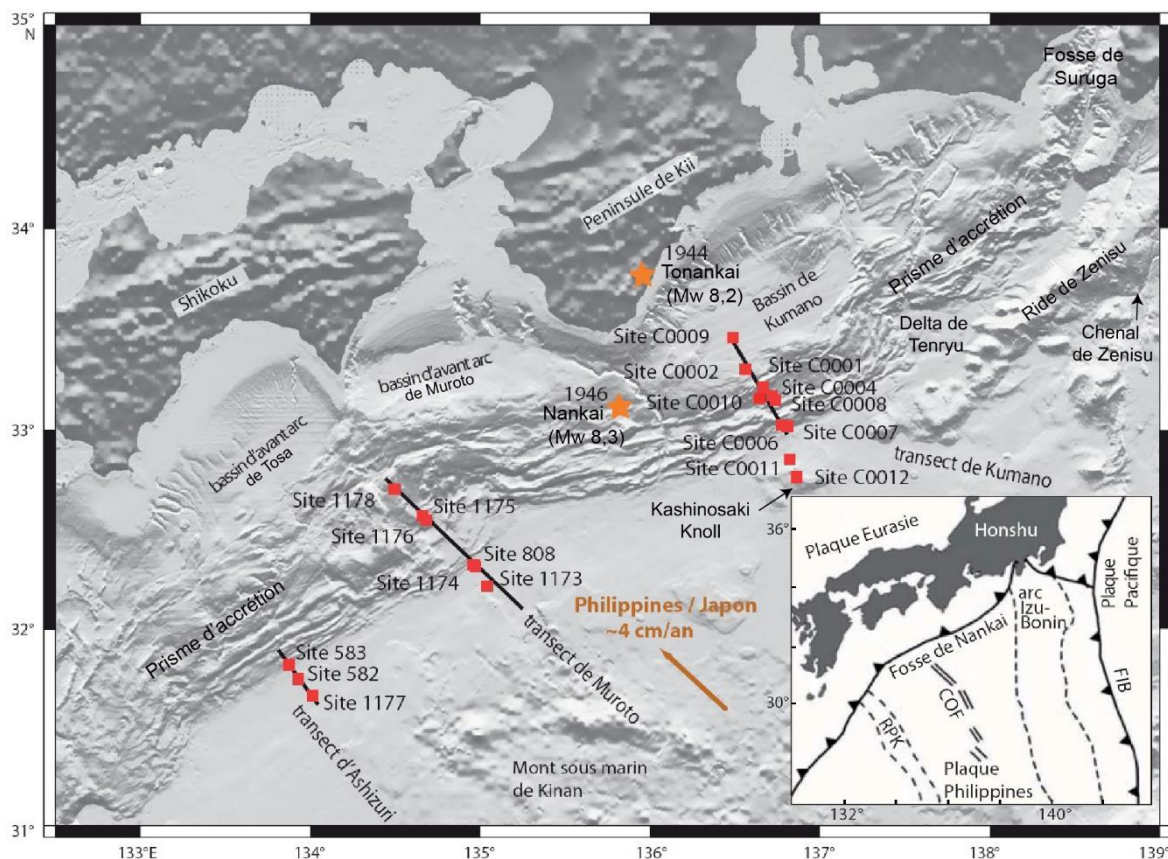 35°
N
34°
33°
32°
31°
133°E
134°
135°
136°
137°
138°
139°
Fosse de
Suruga
Péninsule de Kii
Shikoku
1944
Tonankai
(Mw 8,2)
Bassin de
Kumano
Prisme d'accrétion
Ride de Zenisu
Delta de
Tenryu
Chenal
de Zenisu
Site C0009
Site C0002
Site C0001
Site C0004
Site C0010
Site C0008
Site C0006
Site C0007
Site C0011
Site C0012
transect de Kumano
Kashinosaki
Knoll
bassin d'avant arc
de Muroto
1946
Nankai
(Mw 8,3)
bassin d'avant arc
de Tosa
Site 1178
Site 1175
Site 1176
Site 808
Site 1174
Site 1173
transect de Muroto
Prisme d'accrétion
Site 583
Site 582
Site 1177
transect d'Ashizuri
Philippines / Japon
~4 cm/an
Mont sous marin
de Kinan
36°
30°
132°
140°
Plaque Eurasie
Honshu
Plaque
Pacifique
arc
Izu-
Bonin
Fosse de Nankai
COF
RPK
FIB
Plaque
Philippines